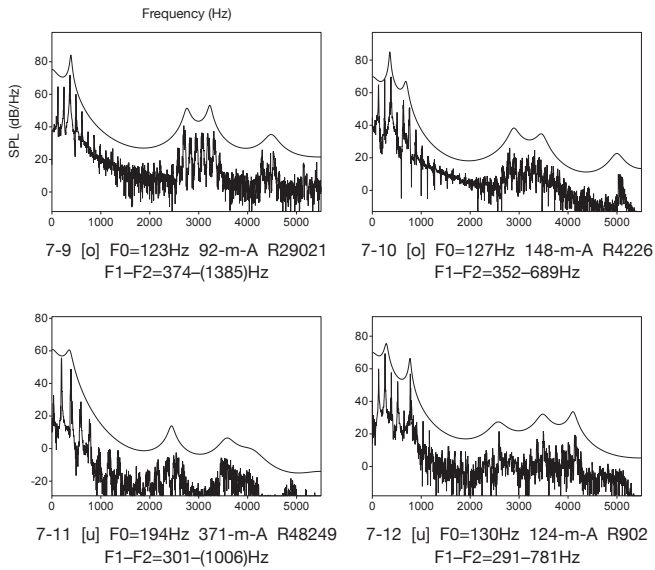 Frequency (Hz)
SPL (dB/Hz)
80
60
40
20
0
0 1000 2000 3000 4000 5000
7-9 [o] F0=123Hz 92-m-A R29021
F1–F2=374–(1385)Hz
80
60
40
20
0
0 1000 2000 3000 4000 5000
7-10 [o] F0=127Hz 148-m-A R4226
F1–F2=352–689Hz
80
60
40
20
0
-20
0 1000 2000 3000 4000 5000
7-11 [u] F0=194Hz 371-m-A R48249
F1–F2=301–(1006)Hz
80
60
40
20
0
0 1000 2000 3000 4000 5000
7-12 [u] F0=130Hz 124-m-A R902
F1–F2=291–781Hz